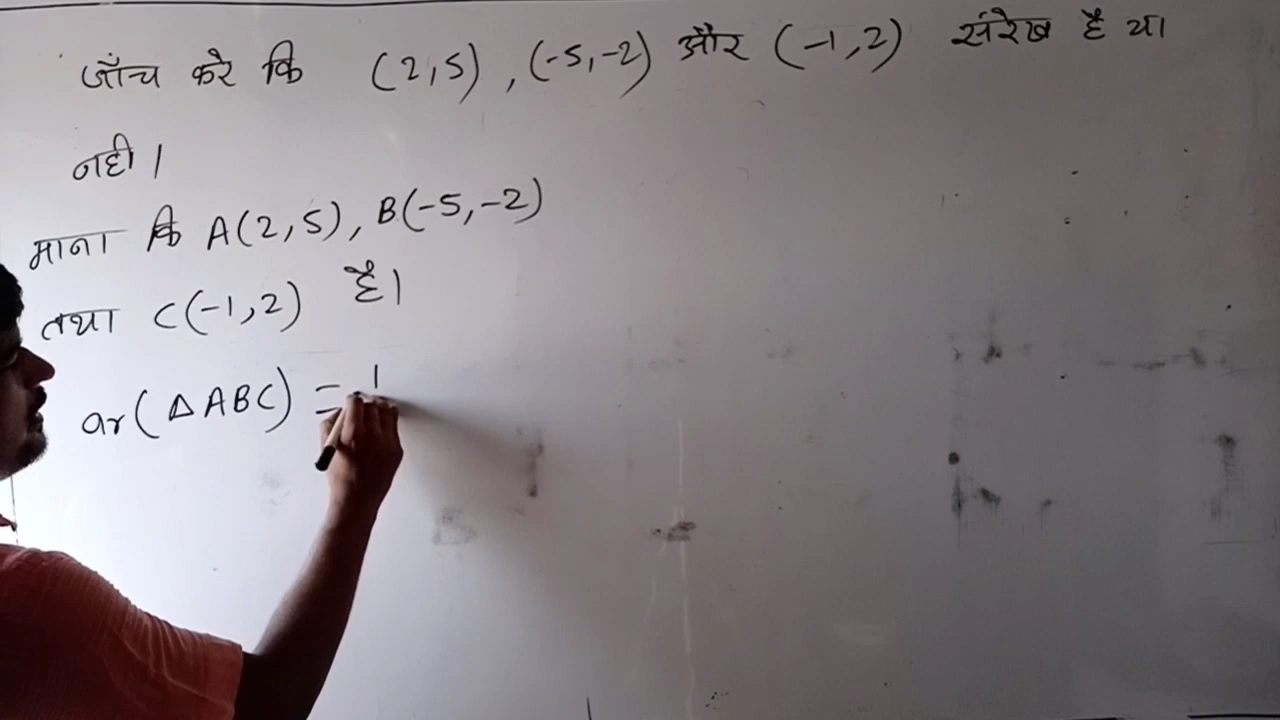 जाँच करे कि (2,5), (-5,-2) और (-1,2) संरेख है या
नही।
माना कि A(2,5), B(-5,-2)
तथा C(-1,2) है।
ar(△ABC) = 1